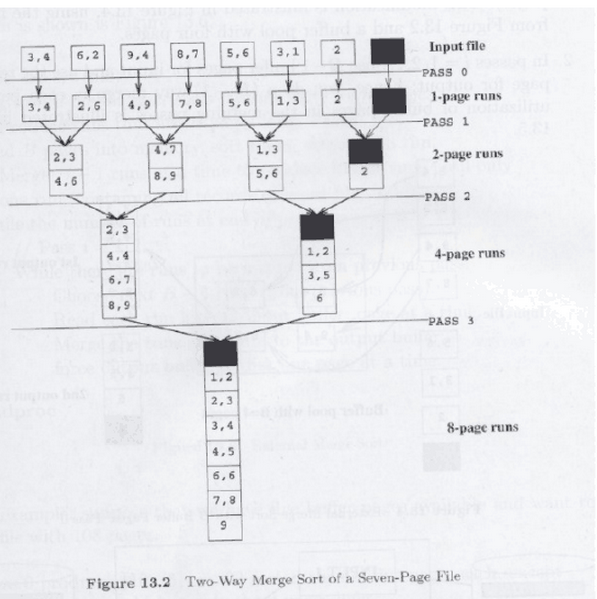 3,4 6,2 9,4 8,7 5,6 3,1 2 Input file
PASS 0
3,4 2,6 4,9 7,8 5,6 1,3 2 1-page runs
PASS 1
2,3 4,7 1,3 2-page runs
4,6 8,9 5,6 2
PASS 2
2,3
4,4 1,2 4-page runs
6,7 3,5
8,9 6
PASS 3
1,2
2,3
3,4
4,5 8-page runs
6,6
7,8
9
Figure 13.2 Two-Way Merge Sort of a Seven-Page File